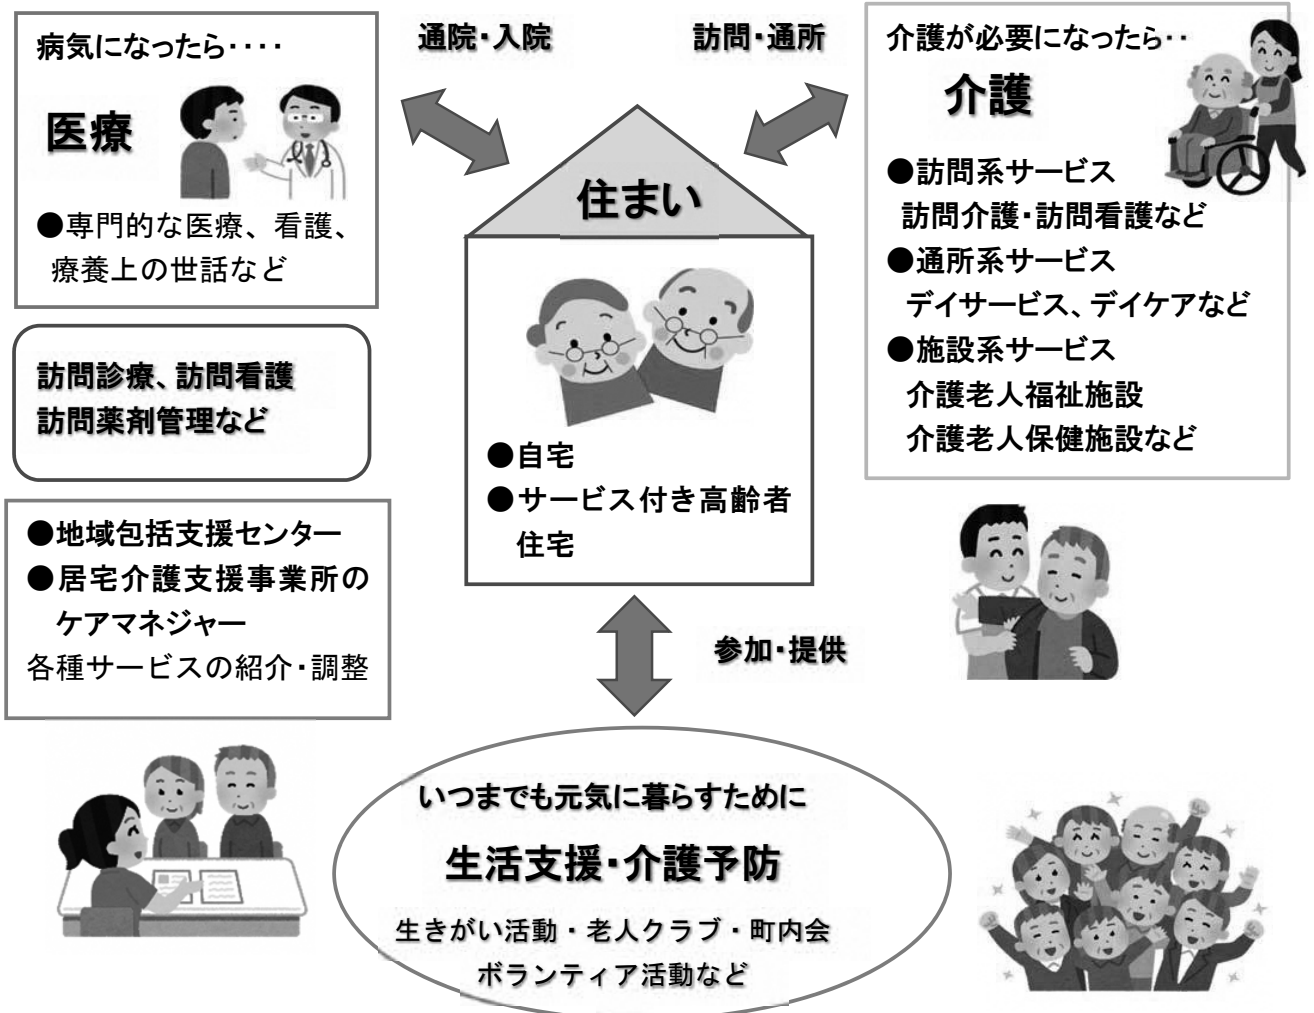 病気になったら‥‥
医療
●専門的な医療、看護、
療養上の世話など
訪問診療、訪問看護
訪問薬剤管理など
●地域包括支援センター
●居宅介護支援事業所の
ケアマネジャー
各種サービスの紹介・調整
通院・入院
訪問・通所
住まい
●自宅
●サービス付き高齢者
住宅
参加・提供
介護が必要になったら‥
介護
●訪問系サービス
訪問介護・訪問看護など
●通所系サービス
デイサービス、デイケアなど
●施設系サービス
介護老人福祉施設
介護老人保健施設など
いつまでも元気に暮らすために
生活支援・介護予防
生きがい活動・老人クラブ・町内会
ボランティア活動など